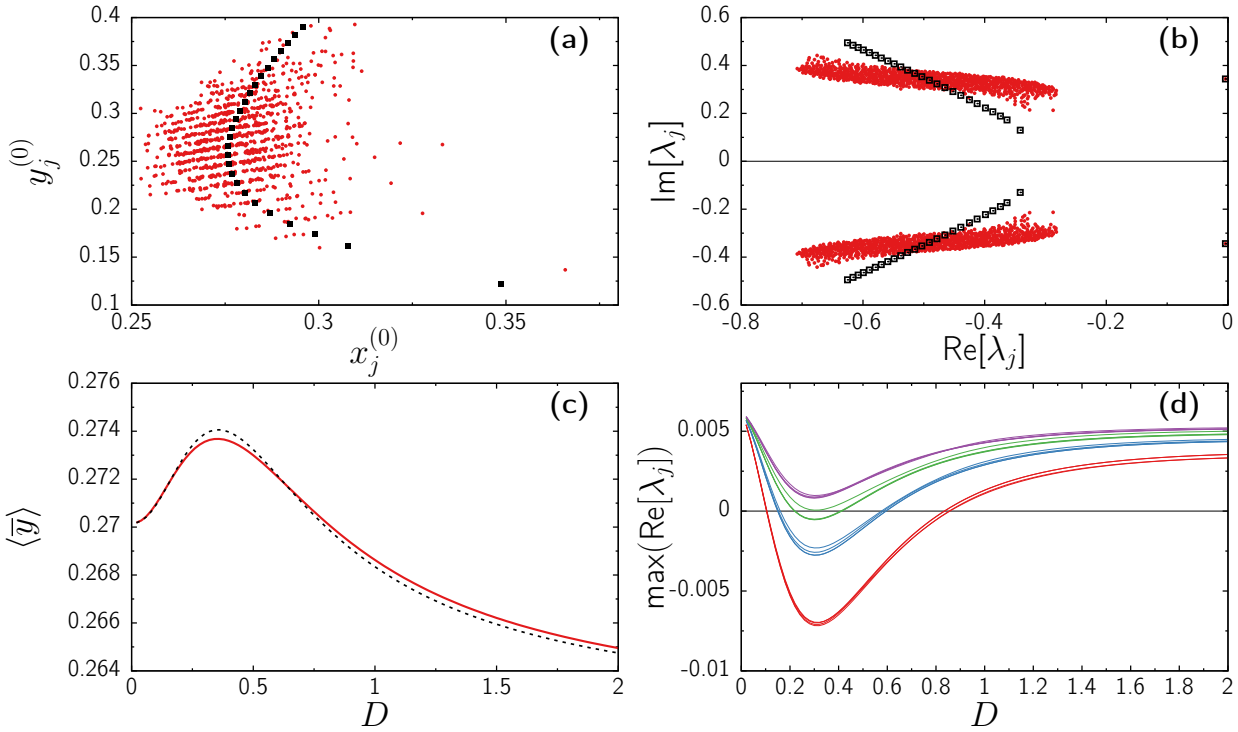 (a)
0.4
0.35
0.3
0.25
0.2
0.15
0.1
y_j^{(0)}
0.25 0.3 0.35
x_j^{(0)}
(b)
0.6
0.4
0.2
0
-0.2
-0.4
-0.6
Im[λ_j]
-0.8 -0.6 -0.4 -0.2 0
Re[λ_j]
(c)
0.276
0.274
0.272
0.27
0.268
0.266
0.264
⟨y̅⟩
0 0.5 1 1.5 2
D
(d)
0.005
0
-0.005
-0.01
max(Re[λ_j])
0 0.2 0.4 0.6 0.8 1 1.2 1.4 1.6 1.8 2
D